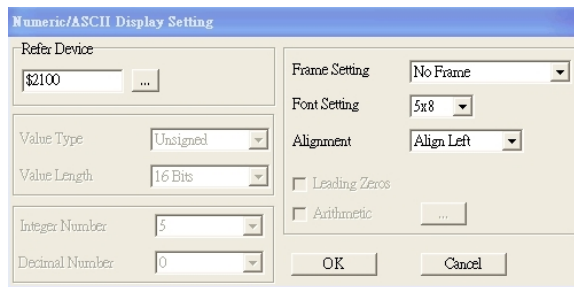 Numeric/ASCII Display Setting
Refer Device
$2100
...
Value Type
Unsigned
Value Length
16 Bits
Integer Number
5
Decimal Number
0
Frame Setting
No Frame
Font Setting
5x8
Alignment
Align Left
Leading Zeros
Arithmetic
...
OK
Cancel